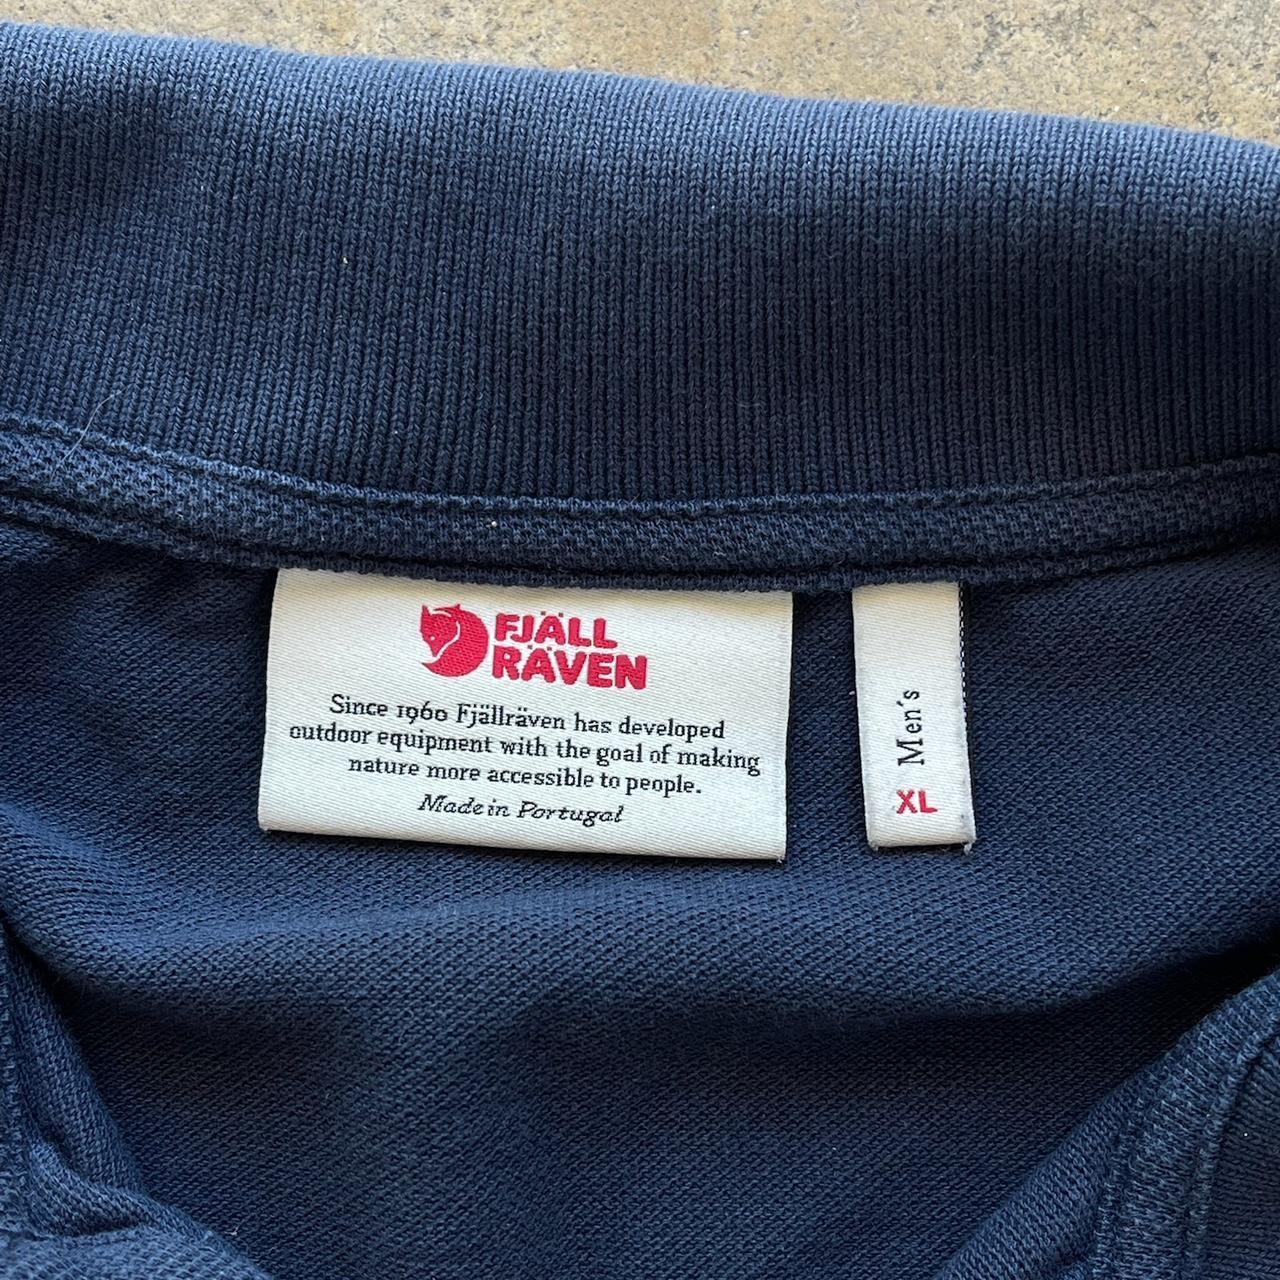 FJÄLL
RÄVEN
Since 1960 Fjällräven has developed
outdoor equipment with the goal of making
nature more accessible to people.
Made in Portugal
Men's
XL